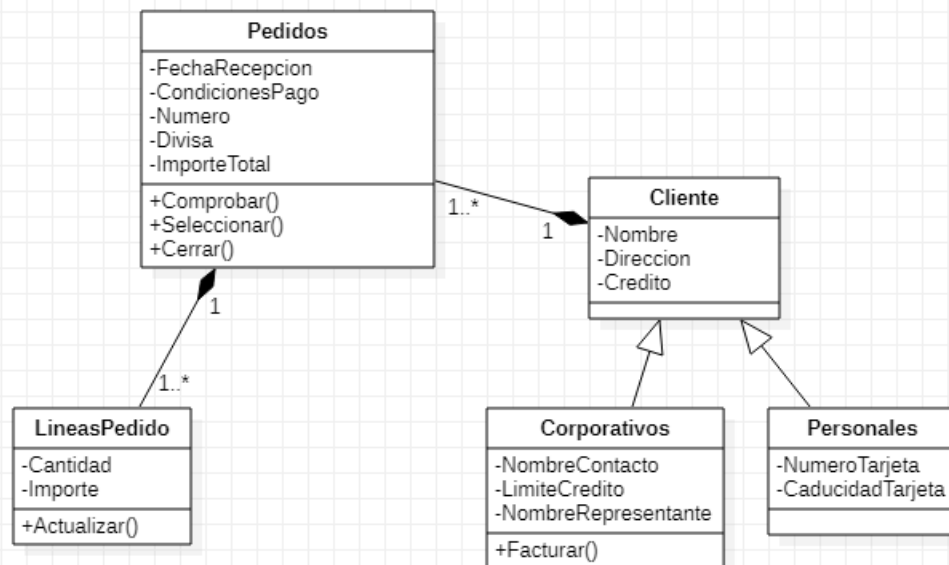 Pedidos
-FechaRecepcion
-CondicionesPago
-Numero
-Divisa
-ImporteTotal
+Comprobar()
+Seleccionar()
+Cerrar()
1..*
1
Cliente
-Nombre
-Direccion
-Credito
1
1..*
LineasPedido
-Cantidad
-Importe
+Actualizar()
Corporativos
-NombreContacto
-LimiteCredito
-NombreRepresentante
+Facturar()
Personales
-NumeroTarjeta
-CaducidadTarjeta